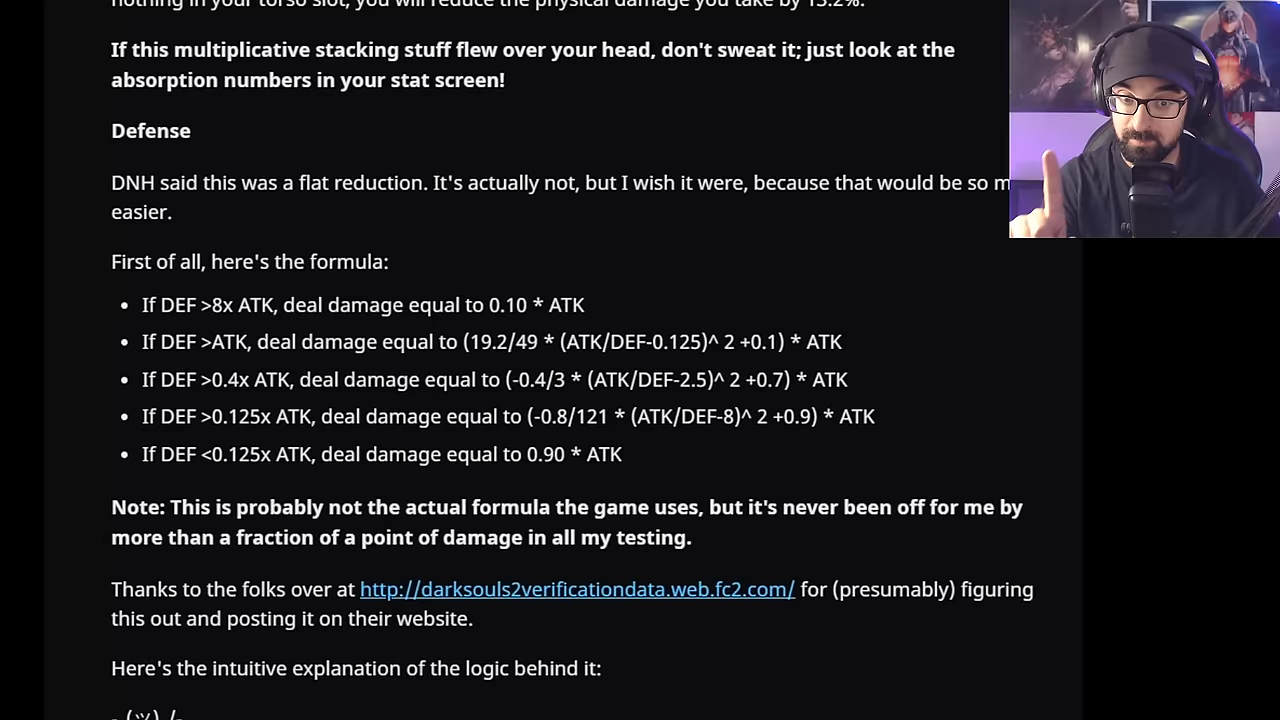 nothing in your torso slot, you will reduce the physical damage you take by 13.2%.
If this multiplicative stacking stuff flew over your head, don't sweat it; just look at the
absorption numbers in your stat screen!
Defense
DNH said this was a flat reduction. It's actually not, but I wish it were, because that would be so m
easier.
First of all, here's the formula:
• If DEF >8x ATK, deal damage equal to 0.10 * ATK
• If DEF >ATK, deal damage equal to (19.2/49 * (ATK/DEF-0.125)^ 2 +0.1) * ATK
• If DEF >0.4x ATK, deal damage equal to (-0.4/3 * (ATK/DEF-2.5)^ 2 +0.7) * ATK
• If DEF >0.125x ATK, deal damage equal to (-0.8/121 * (ATK/DEF-8)^ 2 +0.9) * ATK
• If DEF <0.125x ATK, deal damage equal to 0.90 * ATK
Note: This is probably not the actual formula the game uses, but it's never been off for me by
more than a fraction of a point of damage in all my testing.
Thanks to the folks over at http://darksouls2verificationdata.web.fc2.com/ for (presumably) figuring
this out and posting it on their website.
Here's the intuitive explanation of the logic behind it: